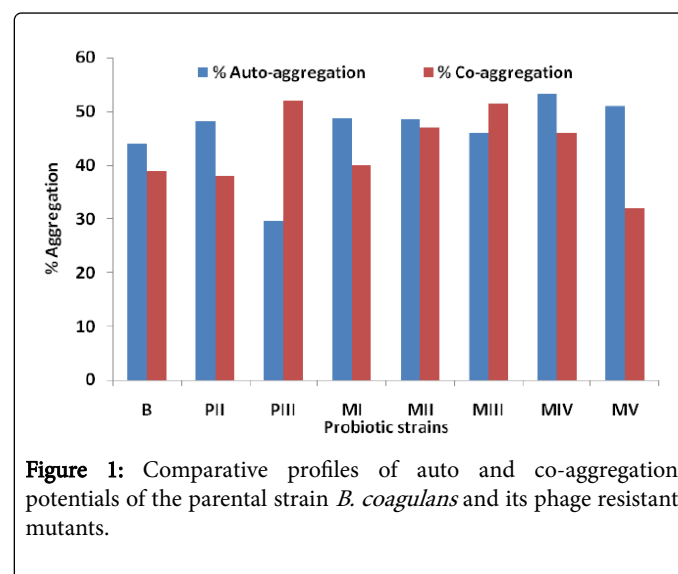 60
% Auto-aggregation % Co-aggregation
50
40
30
20
10
0
% Aggregation
B PII PIII MI MII MIII MIV MV
Probiotic strains
Figure 1: Comparative profiles of auto and co-aggregation
potentials of the parental strain B. coagulans and its phage resistant
mutants.